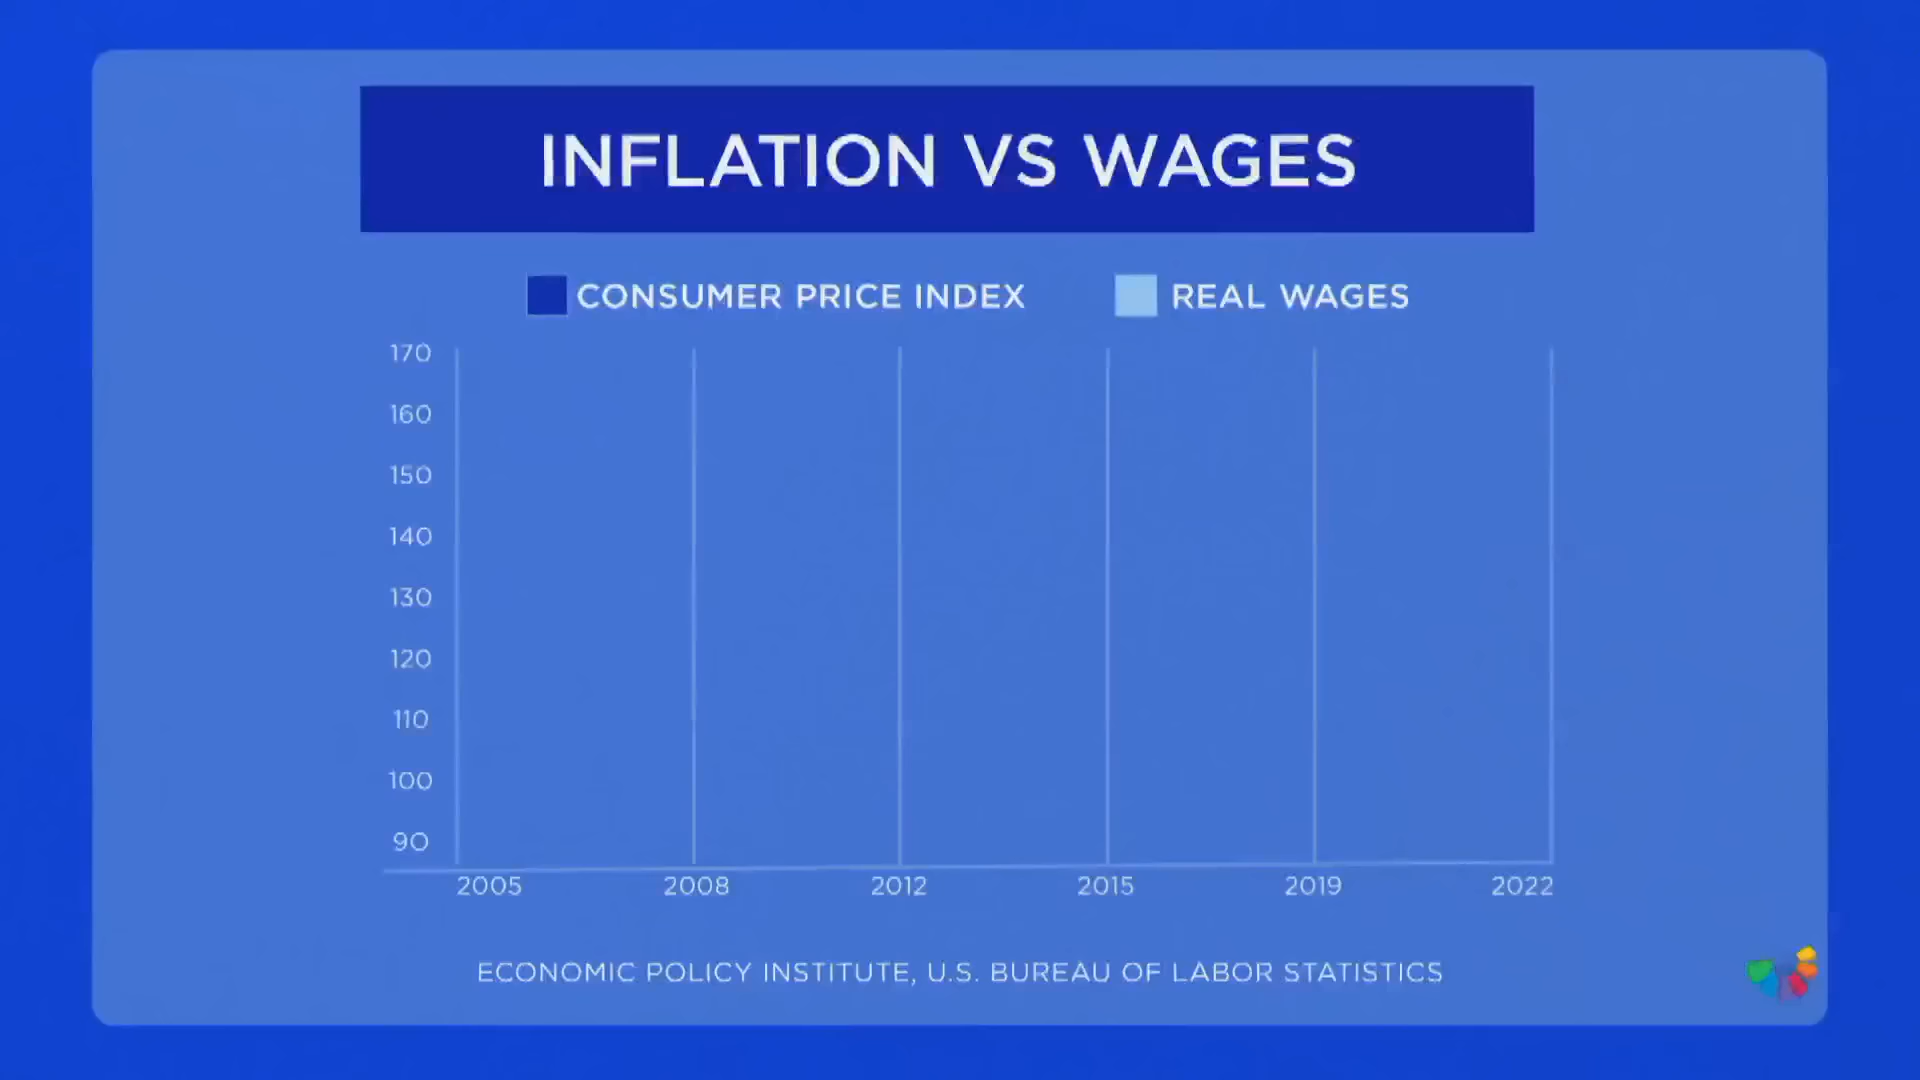 INFLATION VS WAGES
CONSUMER PRICE INDEX
REAL WAGES
170
160
150
140
130
120
110
100
90
2005 2008 2012 2015 2019 2022
ECONOMIC POLICY INSTITUTE, U.S. BUREAU OF LABOR STATISTICS